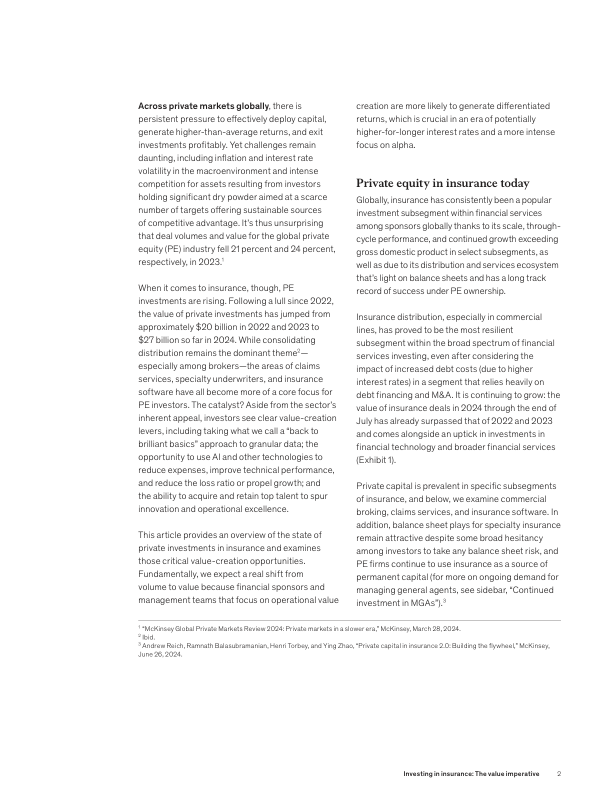 Across private markets globally, there is
persistent pressure to effectively deploy capital,
generate higher-than-average returns, and exit
investments profitably. Yet challenges remain
daunting, including inflation and interest rate
volatility in the macroenvironment and intense
competition for assets resulting from investors
holding significant dry powder aimed at a scarce
number of targets offering sustainable sources
of competitive advantage. It’s thus unsurprising
that deal volumes and value for the global private
equity (PE) industry fell 21 percent and 24 percent,
respectively, in 2023.¹
When it comes to insurance, though, PE
investments are rising. Following a lull since 2022,
the value of private investments has jumped from
approximately $20 billion in 2022 and 2023 to
$27 billion so far in 2024. While consolidating
distribution remains the dominant theme²—
especially among brokers—the areas of claims
services, specialty underwriters, and insurance
software have all become more of a core focus for
PE investors. The catalyst? Aside from the sector’s
inherent appeal, investors see clear value-creation
levers, including taking what we call a “back to
brilliant basics” approach to granular data; the
opportunity to use AI and other technologies to
reduce expenses, improve technical performance,
and reduce the loss ratio or propel growth; and
the ability to acquire and retain top talent to spur
innovation and operational excellence.
This article provides an overview of the state of
private investments in insurance and examines
those critical value-creation opportunities.
Fundamentally, we expect a real shift from
volume to value because financial sponsors and
management teams that focus on operational value
creation are more likely to generate differentiated
returns, which is crucial in an era of potentially
higher-for-longer interest rates and a more intense
focus on alpha.
Private equity in insurance today
Globally, insurance has consistently been a popular
investment subsegment within financial services
among sponsors globally thanks to its scale, through-
cycle performance, and continued growth exceeding
gross domestic product in select subsegments, as
well as due to its distribution and services ecosystem
that’s light on balance sheets and has a long track
record of success under PE ownership.
Insurance distribution, especially in commercial
lines, has proved to be the most resilient
subsegment within the broad spectrum of financial
services investing, even after considering the
impact of increased debt costs (due to higher
interest rates) in a segment that relies heavily on
debt financing and M&A. It is continuing to grow: the
value of insurance deals in 2024 through the end of
July has already surpassed that of 2022 and 2023
and comes alongside an uptick in investments in
financial technology and broader financial services
(Exhibit 1).
Private capital is prevalent in specific subsegments
of insurance, and below, we examine commercial
broking, claims services, and insurance software. In
addition, balance sheet plays for specialty insurance
remain attractive despite some broad hesitancy
among investors to take any balance sheet risk, and
PE firms continue to use insurance as a source of
permanent capital (for more on ongoing demand for
managing general agents, see sidebar, “Continued
investment in MGAs”).³
¹ “McKinsey Global Private Markets Review 2024: Private markets in a slower era,” McKinsey, March 28, 2024.
² Ibid.
³ Andrew Reich, Ramnath Balasubramanian, Henri Torbey, and Ying Zhao, “Private capital in insurance 2.0: Building the flywheel,” McKinsey,
June 26, 2024.
Investing in insurance: The value imperative 2